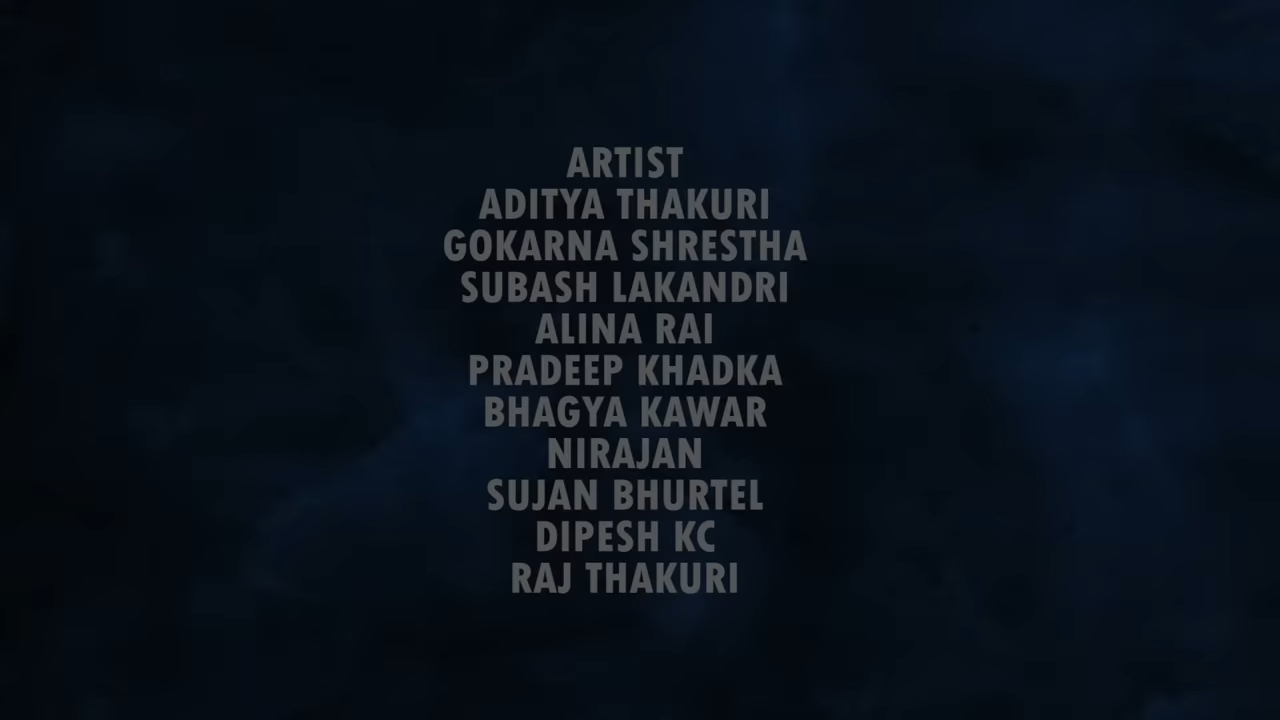 ARTIST
ADITYA THAKURI
GOKARNA SHRESTHA
SUBASH LAKANDRI
ALINA RAI
PRADEEP KHADKA
BHAGYA KAWAR
NIRAJAN
SUJAN BHURTEL
DIPESH KC
RAJ THAKURI